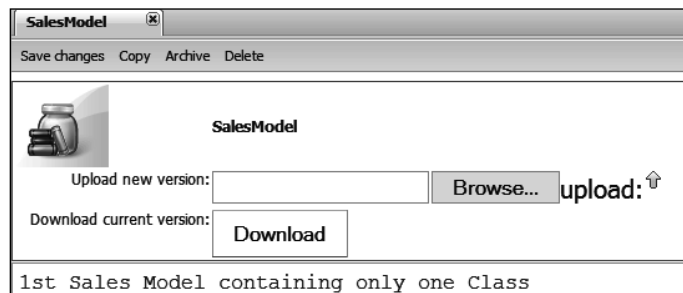 SalesModel
Save changes Copy Archive Delete
SalesModel
Upload new version: Browse... upload:
Download current version: Download
1st Sales Model containing only one Class